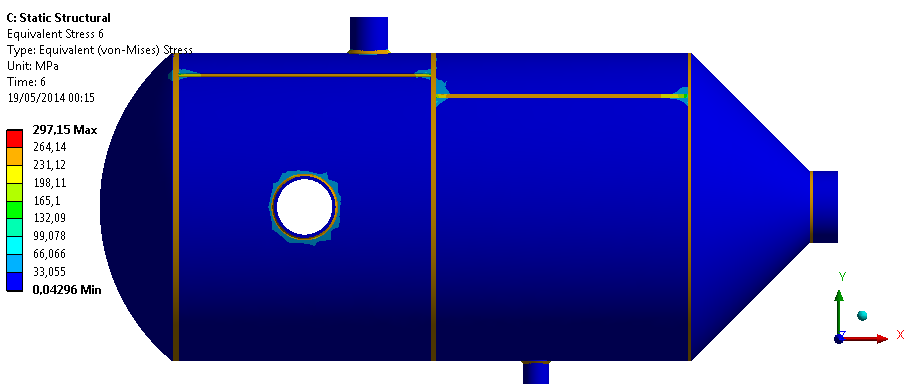 C: Static Structural
Equivalent Stress 6
Type: Equivalent (von-Mises) Stress
Unit: MPa
Time: 6
19/05/2014 00:15
297,15 Max
264,14
231,12
198,11
165,1
132,09
99,078
66,066
33,055
0,04296 Min
Y
Z
X